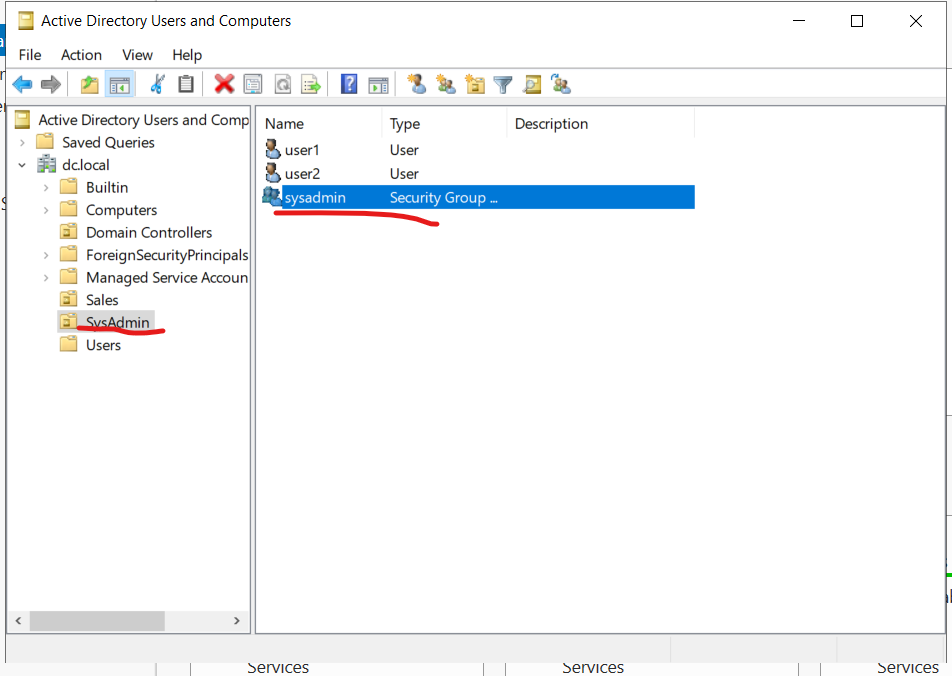 Active Directory Users and Computers
File Action View Help
Active Directory Users and Comp
Saved Queries
dc.local
Builtin
Computers
Domain Controllers
ForeignSecurityPrincipals
Managed Service Accoun
Sales
SysAdmin
Users
Name Type Description
user1 User
user2 User
sysadmin Security Group ...
Services Services Services